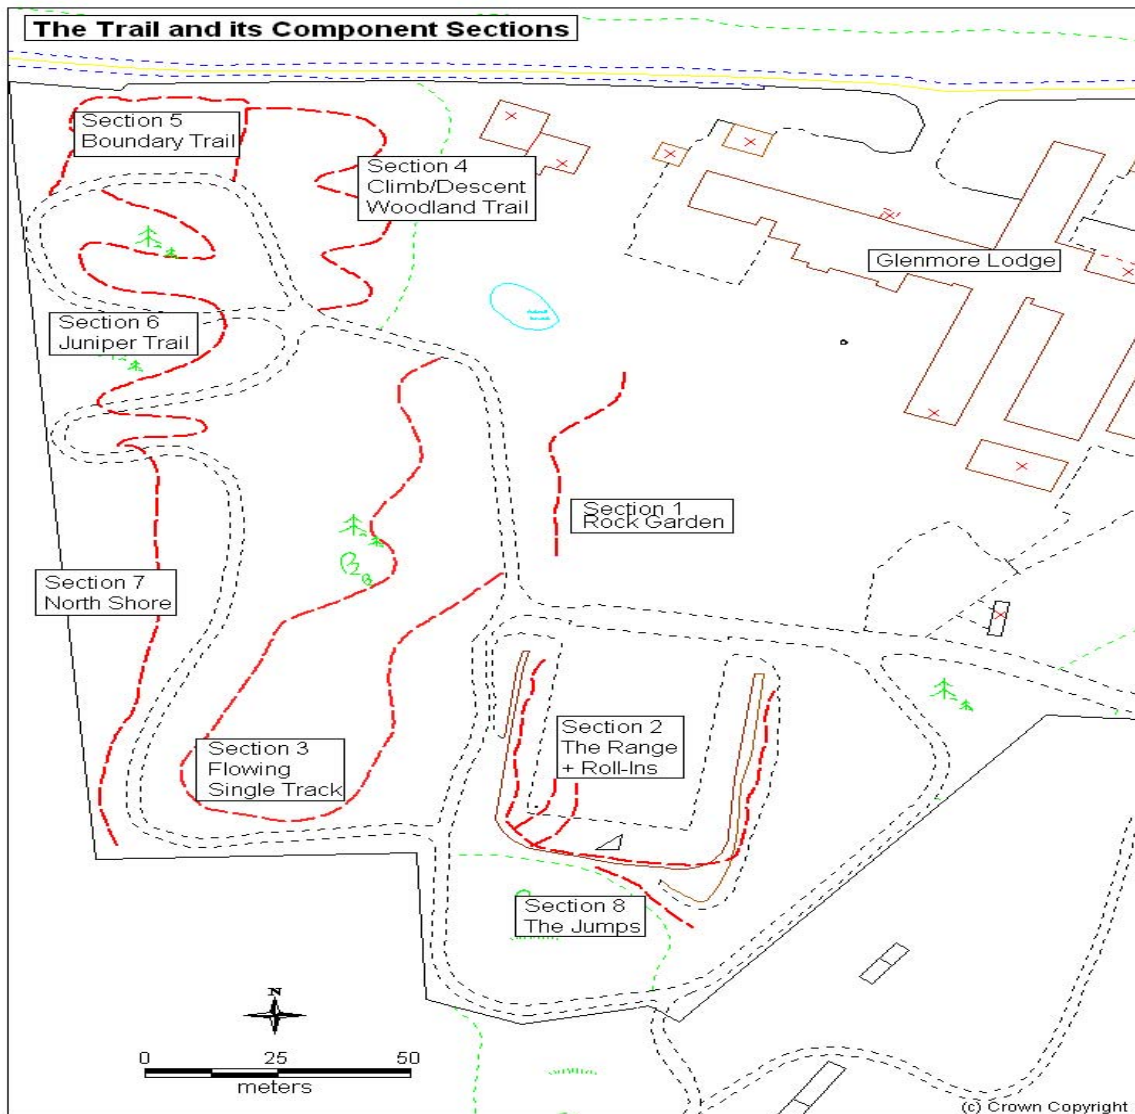 The Trail and its Component Sections
Section 5
Boundary Trail
Section 4
Climb/Descent
Woodland Trail
Glenmore Lodge
Section 6
Juniper Trail
Section 1
Rock Garden
Section 7
North Shore
Section 2
The Range
+ Roll-Ins
Section 3
Flowing
Single Track
Section 8
The Jumps
N
0 25 50
meters
(c) Crown Copyright